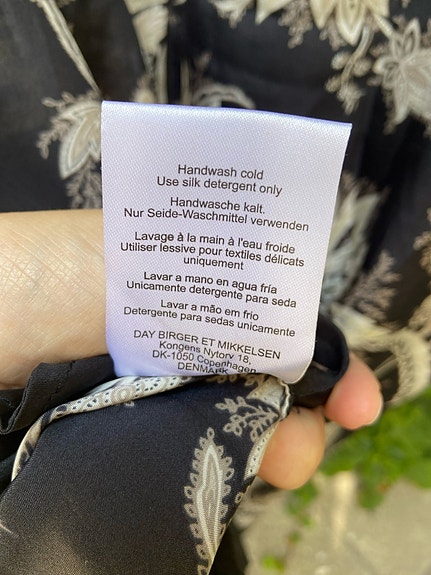 Handwash cold
Use silk detergent only
Handwasche kalt.
Nur Seide-Waschmittel verwenden
Lavage à la main à l'eau froide
Utiliser lessive pour textiles délicats
uniquement
Lavar a mano en agua fría
Unicamente detergente para seda
Lavar a mão em frio
Detergente para sedas unicamente
DAY BIRGER ET MIKKELSEN
Kongens Nytorv 18,
DK-1050 Copenhagen
DENMARK